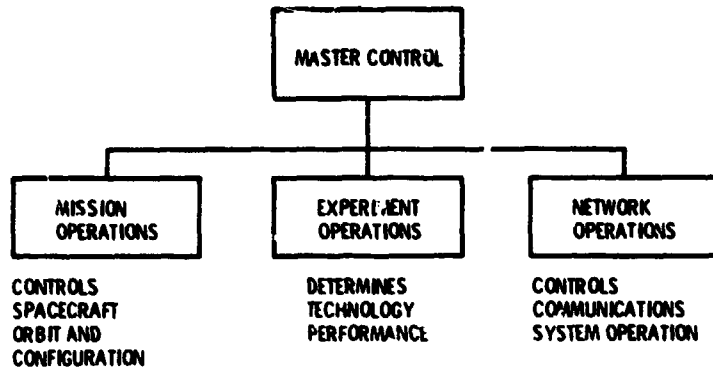 MASTER CONTROL
MISSION
OPERATIONS
EXPERIMENT
OPERATIONS
NETWORK
OPERATIONS
CONTROLS
SPACECRAFT
ORBIT AND
CONFIGURATION
DETERMINES
TECHNOLOGY
PERFORMANCE
CONTROLS
COMMUNICATIONS
SYSTEM OPERATION